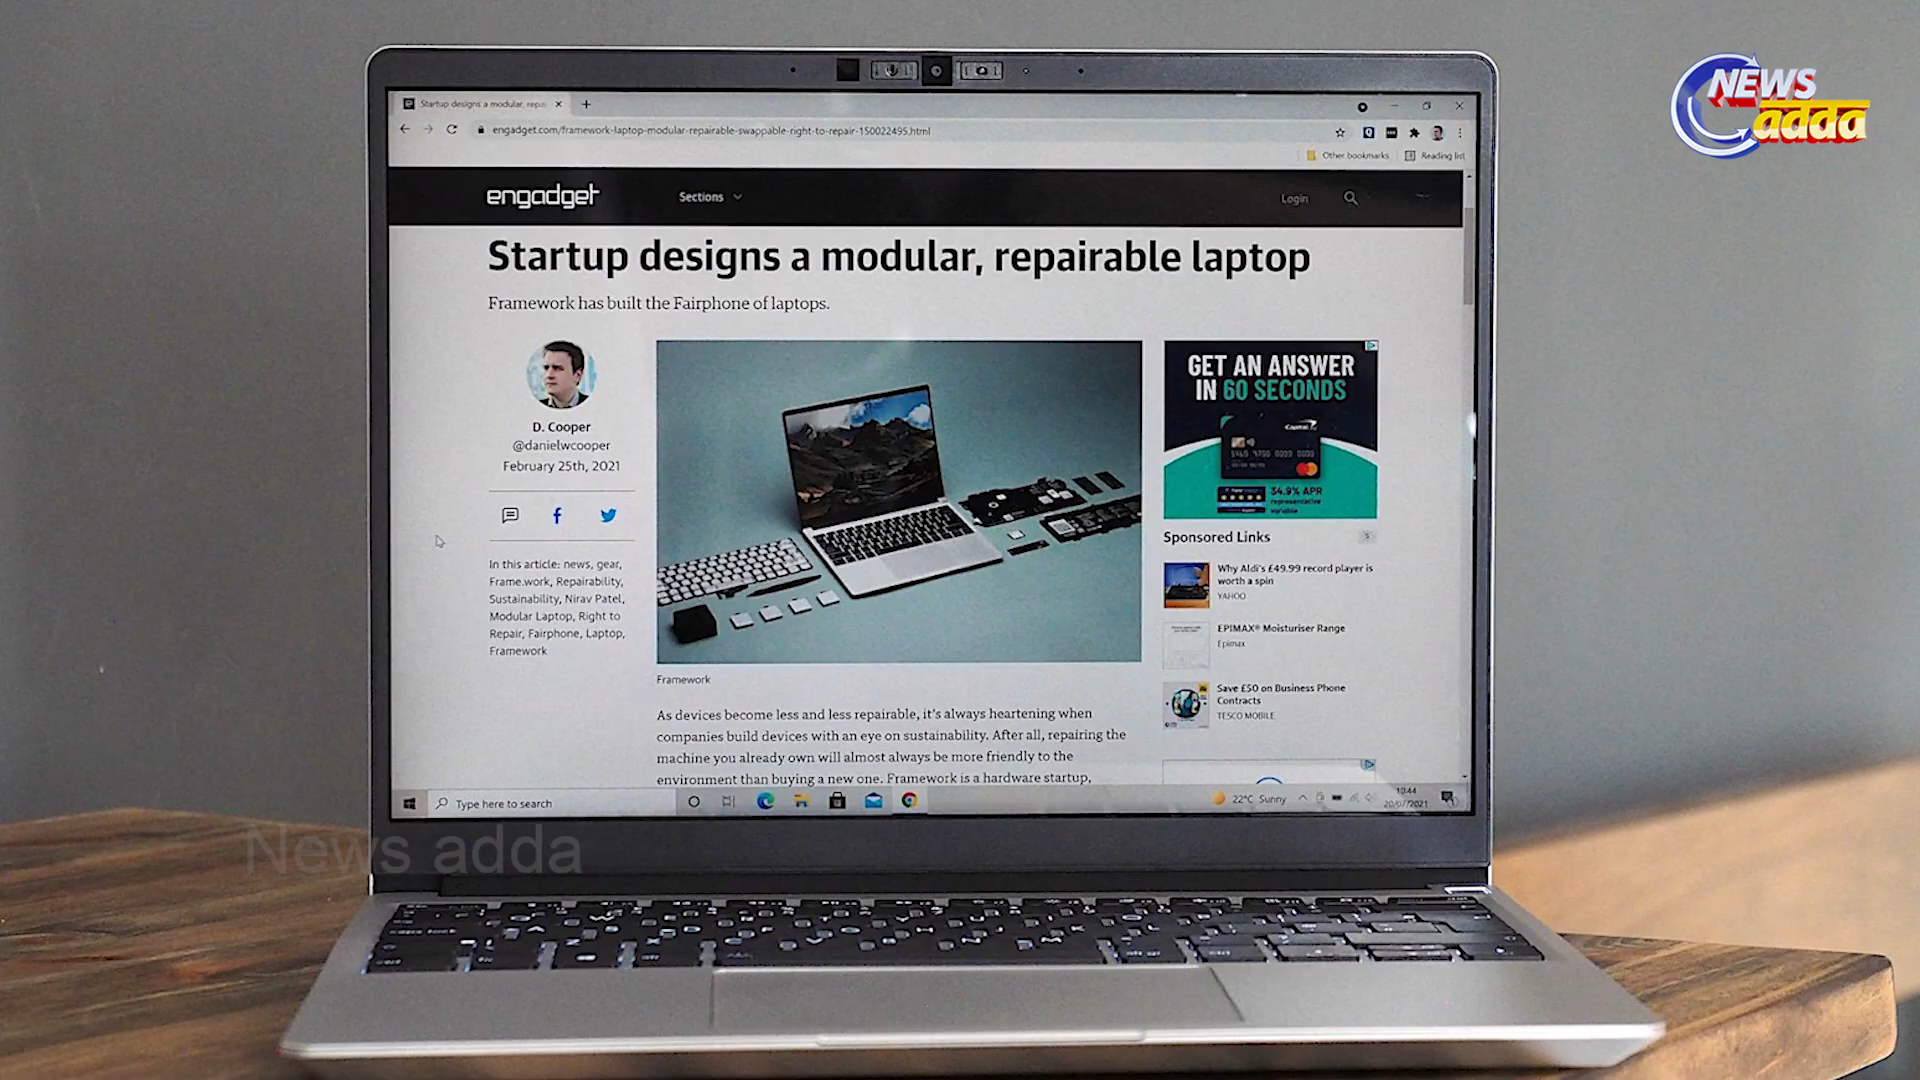 NEWS
adda
Startup designs a modular, repai
engadget.com/framework-laptop-modular-repairable-swappable-right-to-repair-150022495.html
Other bookmarks
Reading list
engadget
Sections
Login
Startup designs a modular, repairable laptop
Framework has built the Fairphone of laptops.
D. Cooper
@danielwcooper
February 25th, 2021
In this article: news, gear,
Frame.work, Repairability,
Sustainability, Nirav Patel,
Modular Laptop, Right to
Repair, Fairphone, Laptop,
Framework
Framework
As devices become less and less repairable, it's always heartening when
companies build devices with an eye on sustainability. After all, repairing the
machine you already own will almost always be more friendly to the
environment than buying a new one. Framework is a hardware startup,
GET AN ANSWER
IN 60 SECONDS
Capital
34.9% APR
representative
variable
Sponsored Links
Why Aldi's £49.99 record player is
worth a spin
YAHOO
EPIMAX® Moisturiser Range
Epimax
Save £50 on Business Phone
Contracts
TESCO MOBILE
Type here to search
22°C Sunny
10:44
20/07/2021
News adda